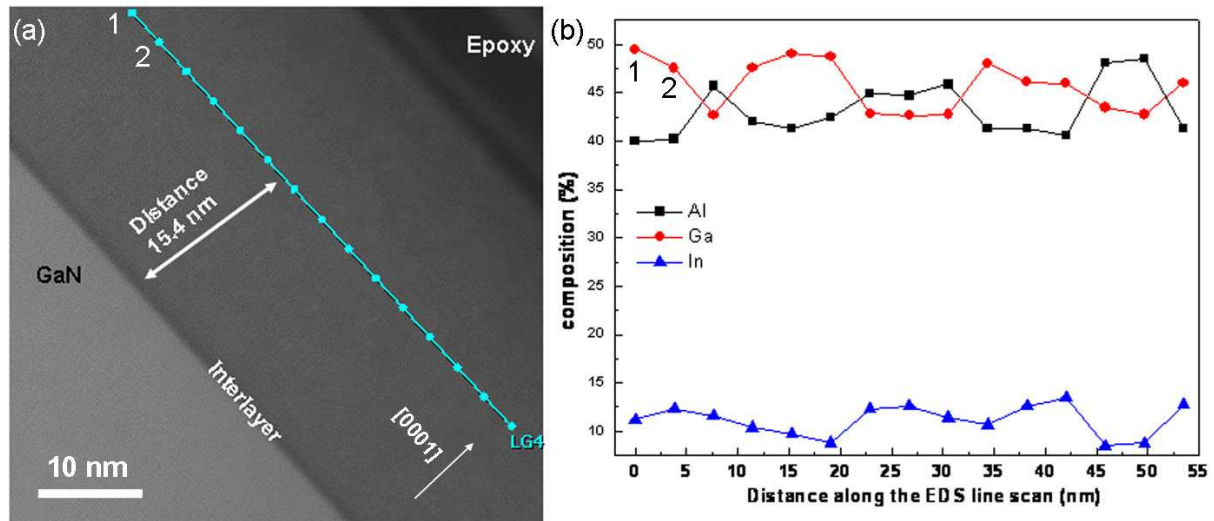 (a)
1
2
Epoxy
Distance
15.4 nm
GaN
Interlayer
[0001]
LG4
10 nm
(b)
50
45
40
35
30
25
20
15
10
composition (%)
1
2
Al
Ga
In
0 5 10 15 20 25 30 35 40 45 50 55
Distance along the EDS line scan (nm)